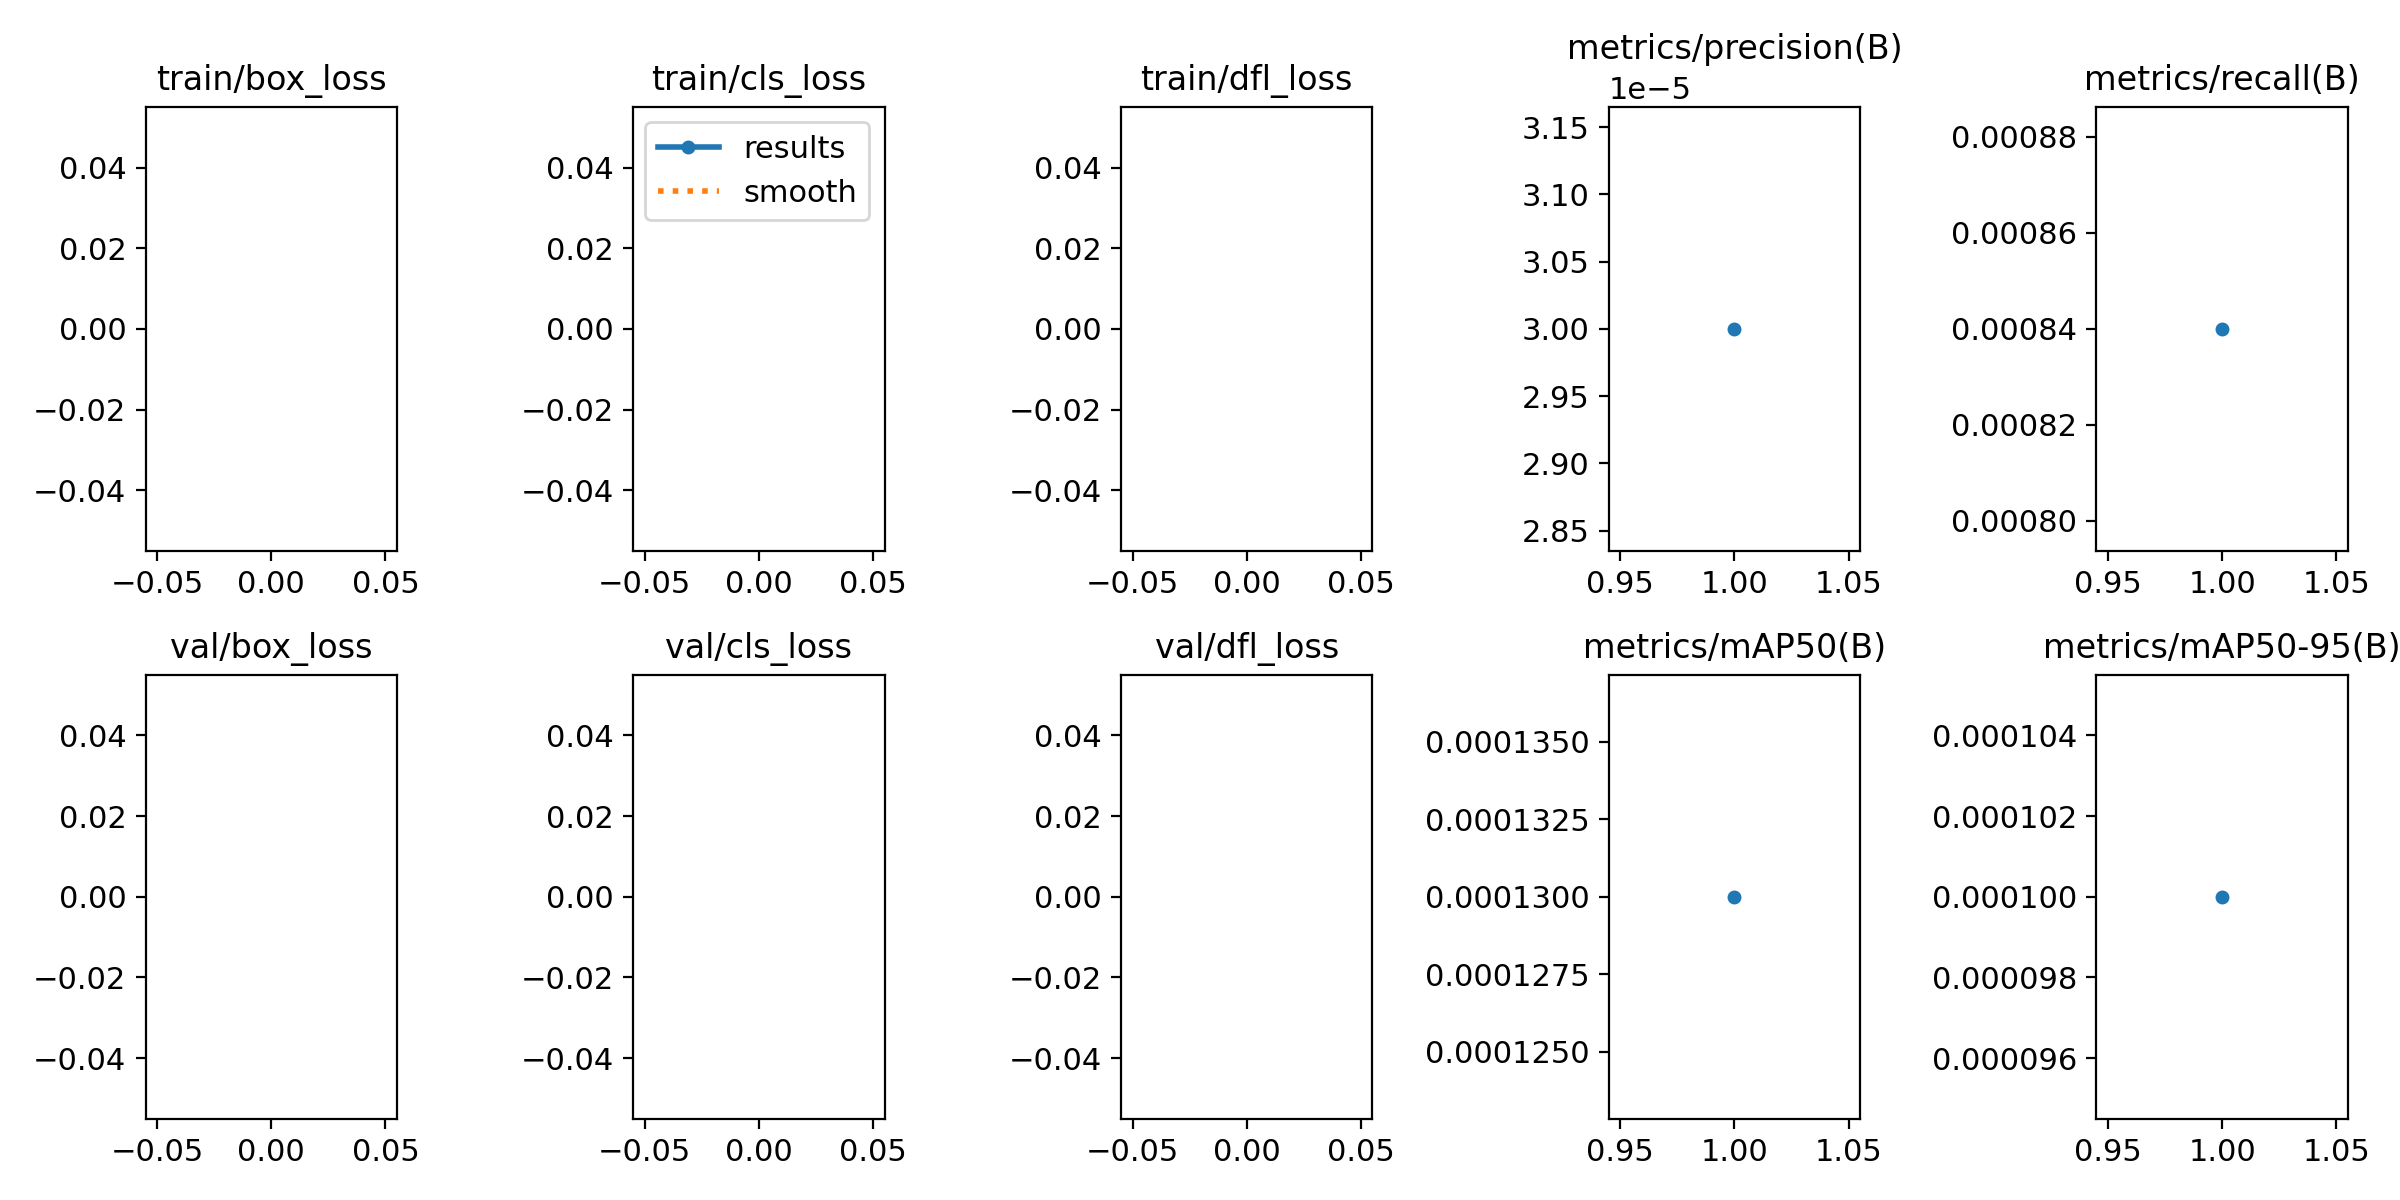 train/box_loss
0.04
0.02
0.00
−0.02
−0.04
−0.05 0.00 0.05
train/cls_loss
results
smooth
0.04
0.02
0.00
−0.02
−0.04
−0.05 0.00 0.05
train/dfl_loss
0.04
0.02
0.00
−0.02
−0.04
−0.05 0.00 0.05
metrics/precision(B)
1e−5
3.15
3.10
3.05
3.00
2.95
2.90
2.85
0.95 1.00 1.05
metrics/recall(B)
0.00088
0.00086
0.00084
0.00082
0.00080
0.95 1.00 1.05
val/box_loss
0.04
0.02
0.00
−0.02
−0.04
−0.05 0.00 0.05
val/cls_loss
0.04
0.02
0.00
−0.02
−0.04
−0.05 0.00 0.05
val/dfl_loss
0.04
0.02
0.00
−0.02
−0.04
−0.05 0.00 0.05
metrics/mAP50(B)
0.0001350
0.0001325
0.0001300
0.0001275
0.0001250
0.95 1.00 1.05
metrics/mAP50-95(B)
0.000104
0.000102
0.000100
0.000098
0.000096
0.95 1.00 1.05